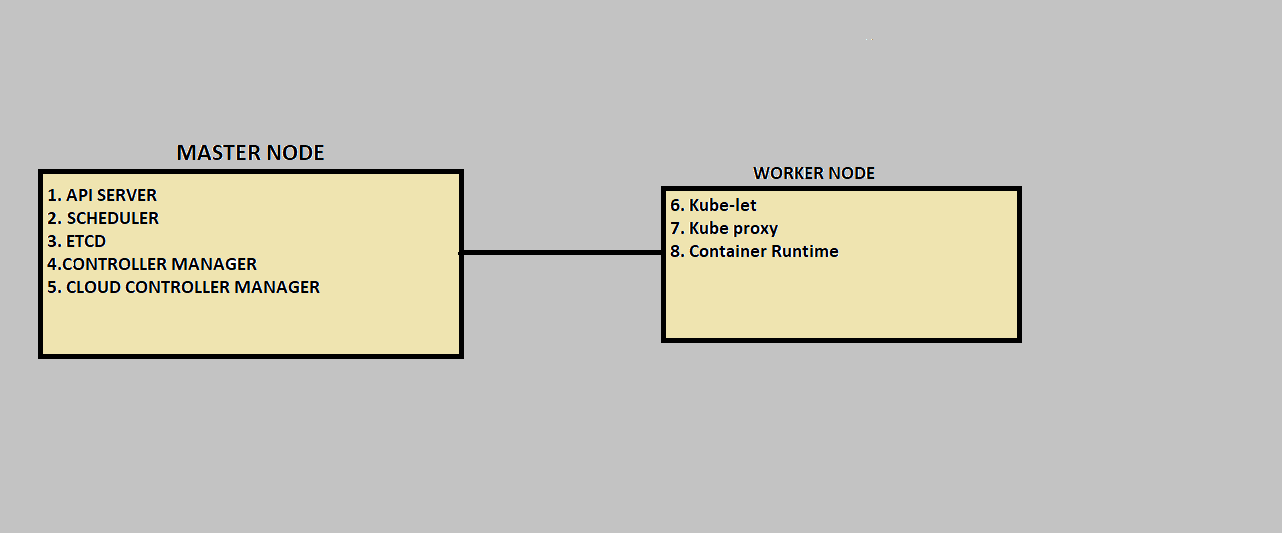 MASTER NODE
1. API SERVER
2. SCHEDULER
3. ETCD
4.CONTROLLER MANAGER
5. CLOUD CONTROLLER MANAGER
WORKER NODE
6. Kube-let
7. Kube proxy
8. Container Runtime